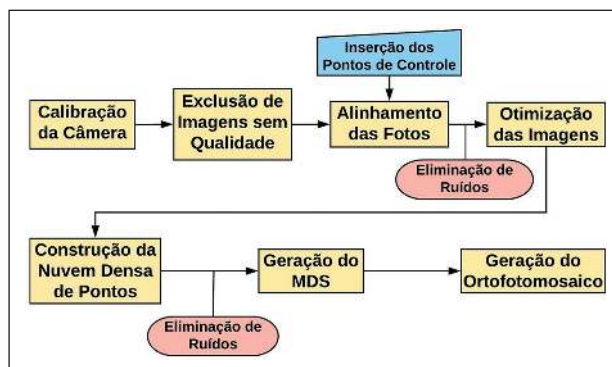 Inserção dos
Pontos de Controle
Calibração
da Câmera
Exclusão de
Imagens sem
Qualidade
Alinhamento
das Fotos
Otimização
das Imagens
Eliminação de
Ruídos
Construção da
Nuvem Densa
de Pontos
Geração do
MDS
Geração do
Ortofotomosaico
Eliminação de
Ruídos